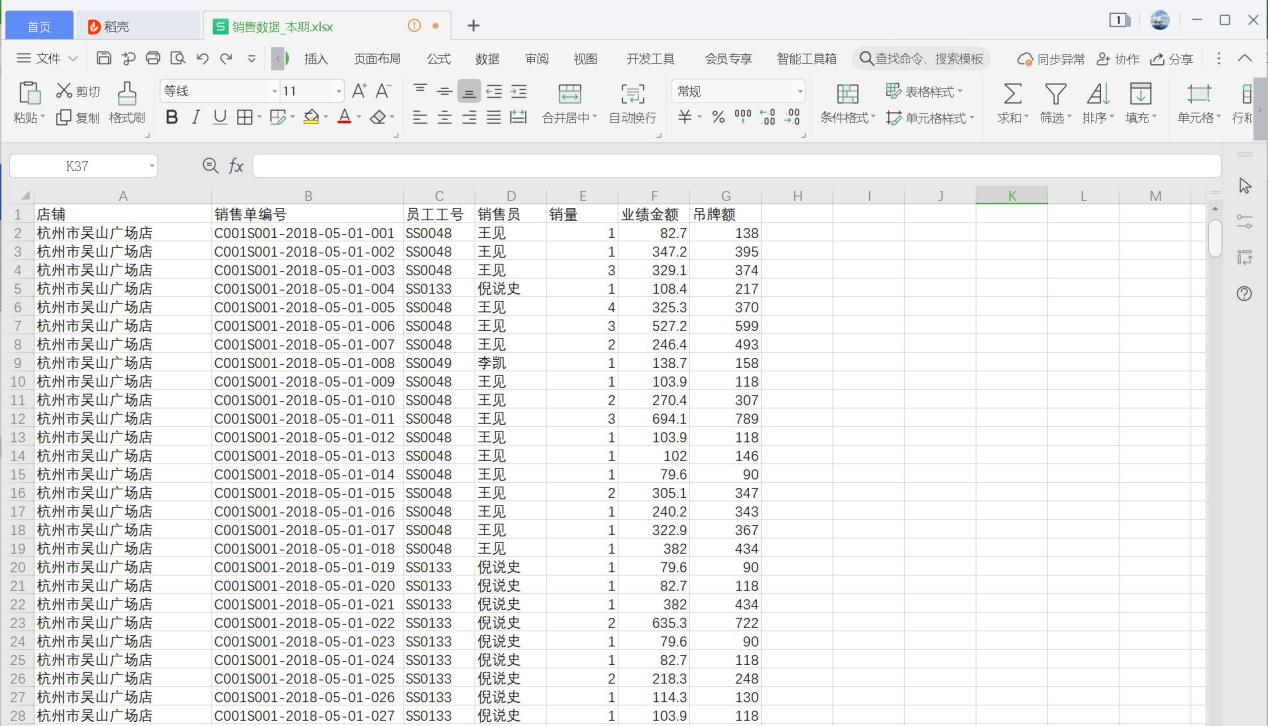 首页 稻壳 销售数据_本期.xlsx
文件 插入 页面布局 公式 数据 审阅 视图 开发工具 会员专享 智能工具箱 查找命令、搜索模板 同步异常 协作 分享
剪切 等线 11 A+ A- 常规 表格样式
粘贴 复制 格式刷 B I U A 合并居中 自动换行 ¥ % 000 条件格式 单元格样式 求和 筛选 排序 填充 单元格 行和
K37 fx
A B C D E F G H I J K L M
1 店铺 销售单编号 员工工号 销售员 销量 业绩金额 吊牌额
2 杭州市吴山广场店 C001S001-2018-05-01-001 SS0048 王见 1 82.7 138
3 杭州市吴山广场店 C001S001-2018-05-01-002 SS0048 王见 1 347.2 395
4 杭州市吴山广场店 C001S001-2018-05-01-003 SS0048 王见 3 329.1 374
5 杭州市吴山广场店 C001S001-2018-05-01-004 SS0133 倪说史 1 108.4 217
6 杭州市吴山广场店 C001S001-2018-05-01-005 SS0048 王见 4 325.3 370
7 杭州市吴山广场店 C001S001-2018-05-01-006 SS0048 王见 3 527.2 599
8 杭州市吴山广场店 C001S001-2018-05-01-007 SS0048 王见 2 246.4 493
9 杭州市吴山广场店 C001S001-2018-05-01-008 SS0049 李凯 1 138.7 158
10 杭州市吴山广场店 C001S001-2018-05-01-009 SS0048 王见 1 103.9 118
11 杭州市吴山广场店 C001S001-2018-05-01-010 SS0048 王见 2 270.4 307
12 杭州市吴山广场店 C001S001-2018-05-01-011 SS0048 王见 3 694.1 789
13 杭州市吴山广场店 C001S001-2018-05-01-012 SS0048 王见 1 103.9 118
14 杭州市吴山广场店 C001S001-2018-05-01-013 SS0048 王见 1 102 146
15 杭州市吴山广场店 C001S001-2018-05-01-014 SS0048 王见 1 79.6 90
16 杭州市吴山广场店 C001S001-2018-05-01-015 SS0048 王见 2 305.1 347
17 杭州市吴山广场店 C001S001-2018-05-01-016 SS0048 王见 1 240.2 343
18 杭州市吴山广场店 C001S001-2018-05-01-017 SS0048 王见 1 322.9 367
19 杭州市吴山广场店 C001S001-2018-05-01-018 SS0048 王见 1 382 434
20 杭州市吴山广场店 C001S001-2018-05-01-019 SS0133 倪说史 1 79.6 90
21 杭州市吴山广场店 C001S001-2018-05-01-020 SS0133 倪说史 1 82.7 118
22 杭州市吴山广场店 C001S001-2018-05-01-021 SS0133 倪说史 1 382 434
23 杭州市吴山广场店 C001S001-2018-05-01-022 SS0133 倪说史 2 635.3 722
24 杭州市吴山广场店 C001S001-2018-05-01-023 SS0133 倪说史 1 79.6 90
25 杭州市吴山广场店 C001S001-2018-05-01-024 SS0133 倪说史 1 82.7 118
26 杭州市吴山广场店 C001S001-2018-05-01-025 SS0133 倪说史 2 218.3 248
27 杭州市吴山广场店 C001S001-2018-05-01-026 SS0133 倪说史 1 114.3 130
28 杭州市吴山广场店 C001S001-2018-05-01-027 SS0133 倪说史 1 103.9 118